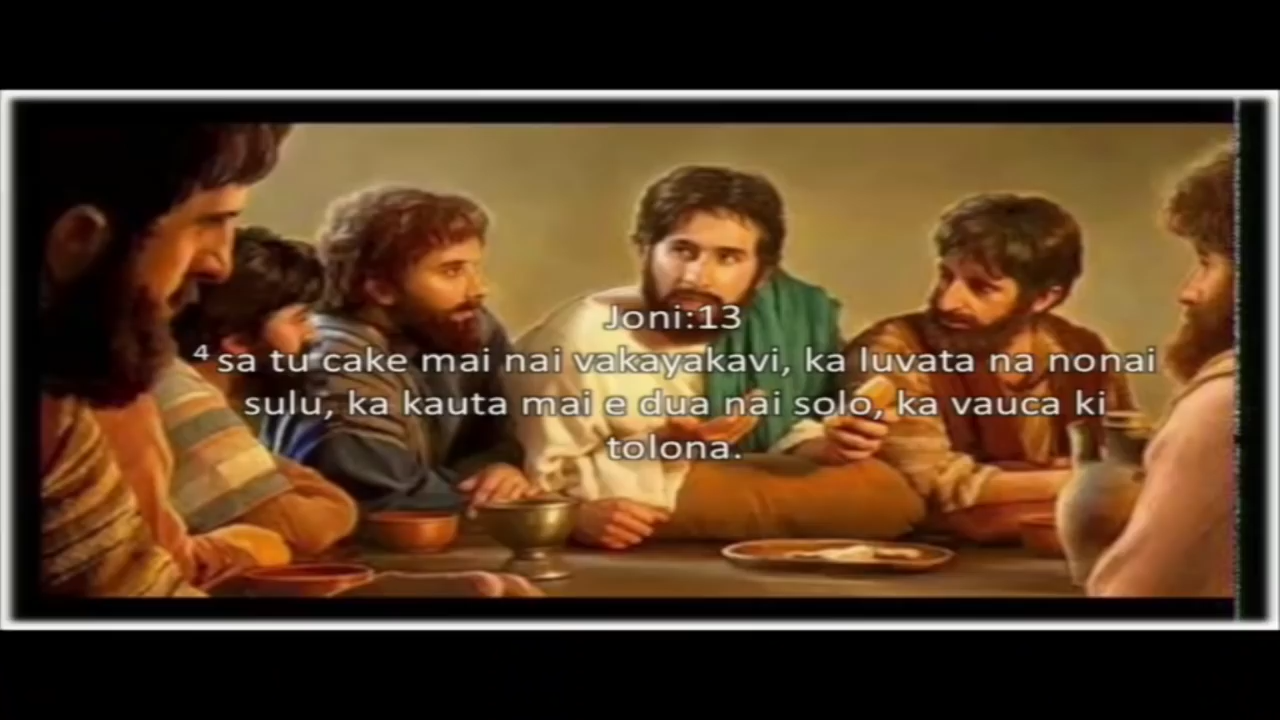 Joni:13
⁴ sa tu cake mai nai vakayakavi, ka luvata na nonai
sulu, ka kauta mai e dua nai solo, ka vauca ki
tolona.